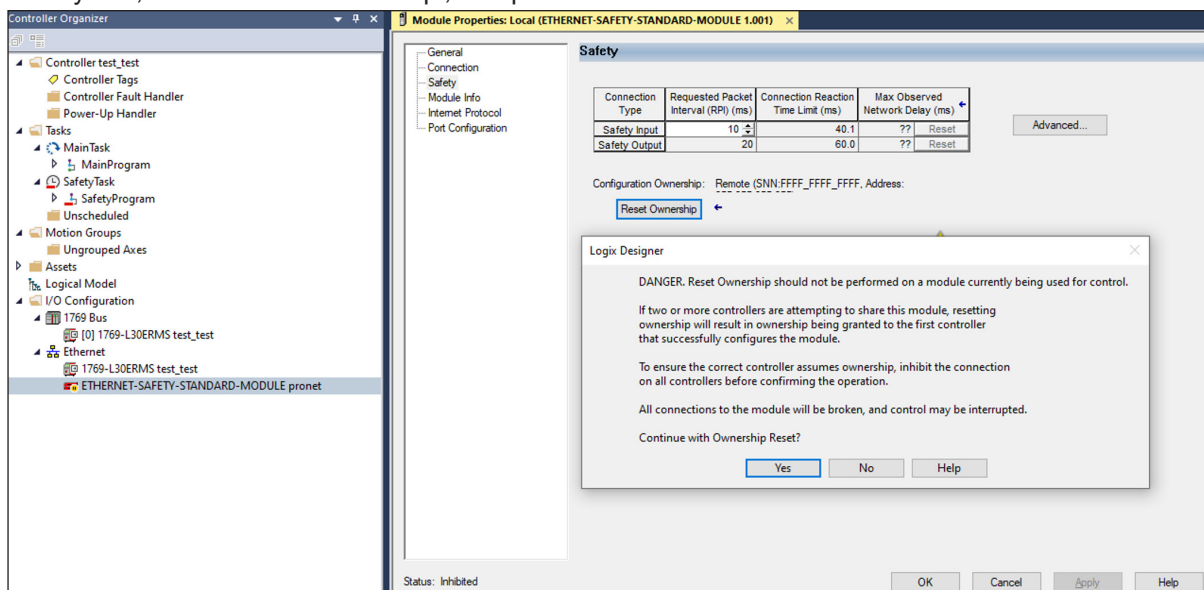 Controller Organizer
Controller test_test
Controller Tags
Controller Fault Handler
Power-Up Handler
Tasks
MainTask
MainProgram
SafetyTask
SafetyProgram
Unscheduled
Motion Groups
Ungrouped Axes
Assets
Logical Model
I/O Configuration
1769 Bus
[0] 1769-L30ERMS test_test
Ethernet
1769-L30ERMS test_test
ETHERNET-SAFETY-STANDARD-MODULE pronet
Module Properties: Local (ETHERNET-SAFETY-STANDARD-MODULE 1.001)
General
Connection
Safety
Module Info
Internet Protocol
Port Configuration
Safety
Connection Type Requested Packet Interval (RPI) (ms) Connection Reaction Time Limit (ms) Max Observed Network Delay (ms)
Safety Input 10 40.1 ?? Reset
Safety Output 20 60.0 ?? Reset
Advanced...
Configuration Ownership: Remote (SNN:FFFF_FFFF_FFFF, Address:
Reset Ownership
Logix Designer
DANGER. Reset Ownership should not be performed on a module currently being used for control.
If two or more controllers are attempting to share this module, resetting
ownership will result in ownership being granted to the first controller
that successfully configures the module.
To ensure the correct controller assumes ownership, inhibit the connection
on all controllers before confirming the operation.
All connections to the module will be broken, and control may be interrupted.
Continue with Ownership Reset?
Yes No Help
Status: Inhibited
OK Cancel Apply Help